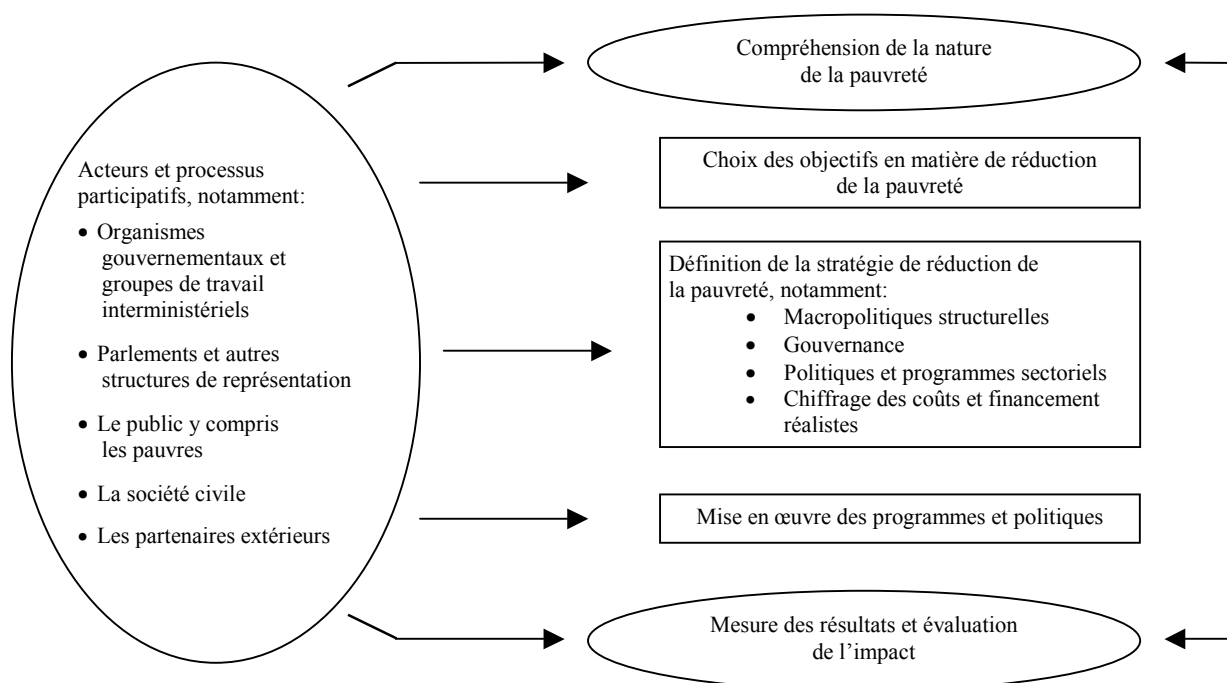 Acteurs et processus
participatifs, notamment:
• Organismes
gouvernementaux et
groupes de travail
interministériels
• Parlements et autres
structures de représentation
• Le public y compris
les pauvres
• La société civile
• Les partenaires extérieurs
Compréhension de la nature
de la pauvreté
Choix des objectifs en matière de réduction
de la pauvreté
Définition de la stratégie de réduction de
la pauvreté, notamment:
• Macropolitiques structurelles
• Gouvernance
• Politiques et programmes sectoriels
• Chiffrage des coûts et financement
réalistes
Mise en œuvre des programmes et politiques
Mesure des résultats et évaluation
de l’impact